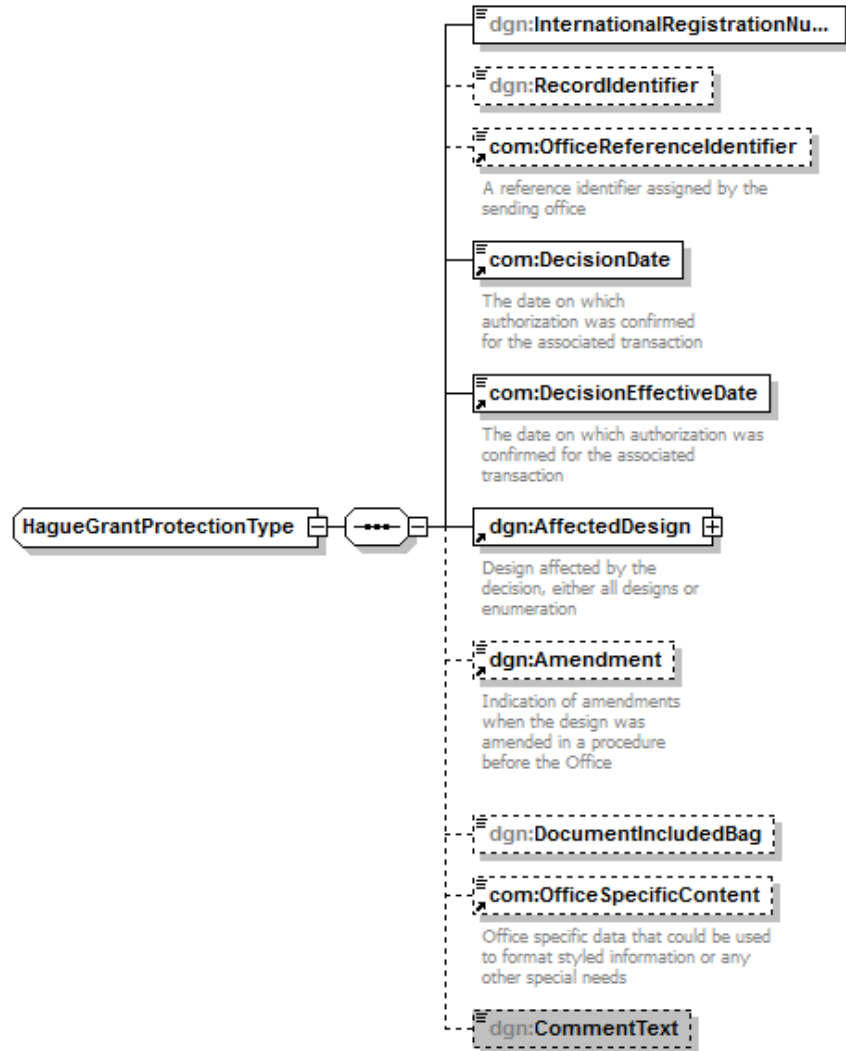 dgn:InternationalRegistrationNu...
dgn:RecordIdentifier
com:OfficeReferenceIdentifier
A reference identifier assigned by the
sending office
com:DecisionDate
The date on which
authorization was confirmed
for the associated transaction
com:DecisionEffectiveDate
The date on which authorization was
confirmed for the associated
transaction
HagueGrantProtectionType
dgn:AffectedDesign
Design affected by the
decision, either all designs or
enumeration
dgn:Amendment
Indication of amendments
when the design was
amended in a procedure
before the Office
dgn:DocumentIncludedBag
com:OfficeSpecificContent
Office specific data that could be used
to format styled information or any
other special needs
dgn:CommentText